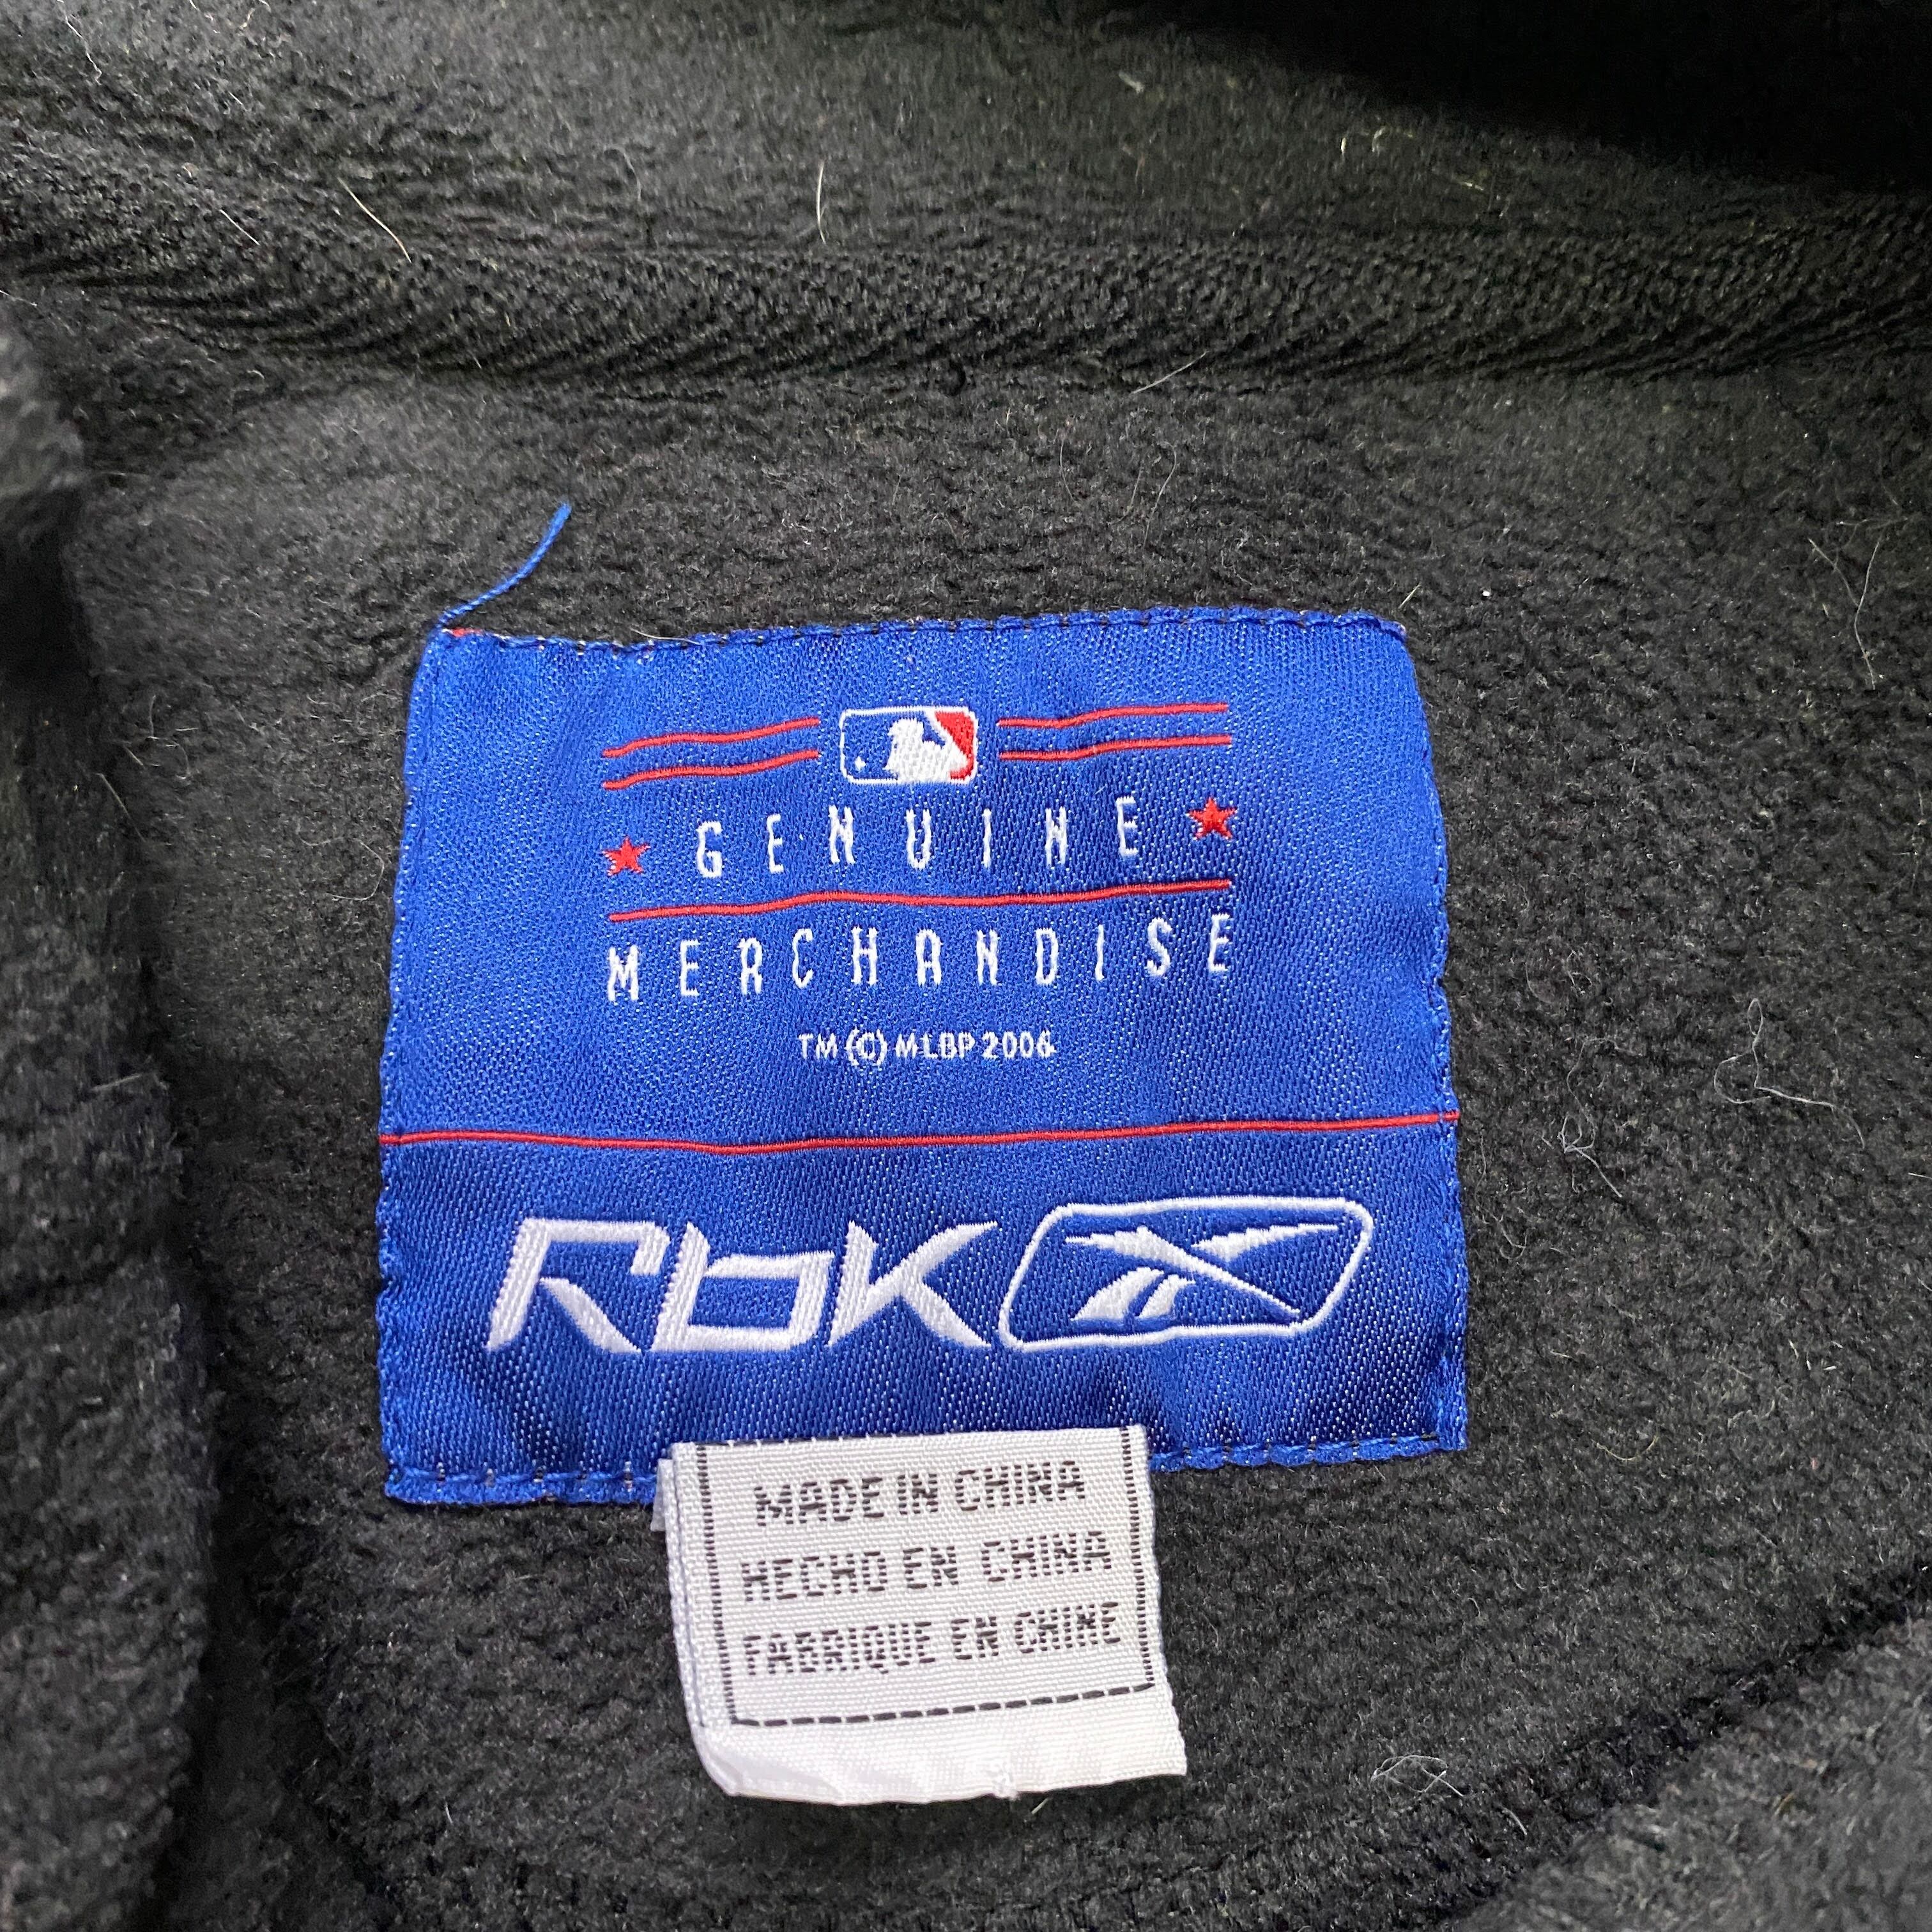 GENUINE
MERCHANDISE
TM (C) MLBP 2006
Rbk
MADE IN CHINA
HECHO EN CHINA
FABRIQUE EN CHINE